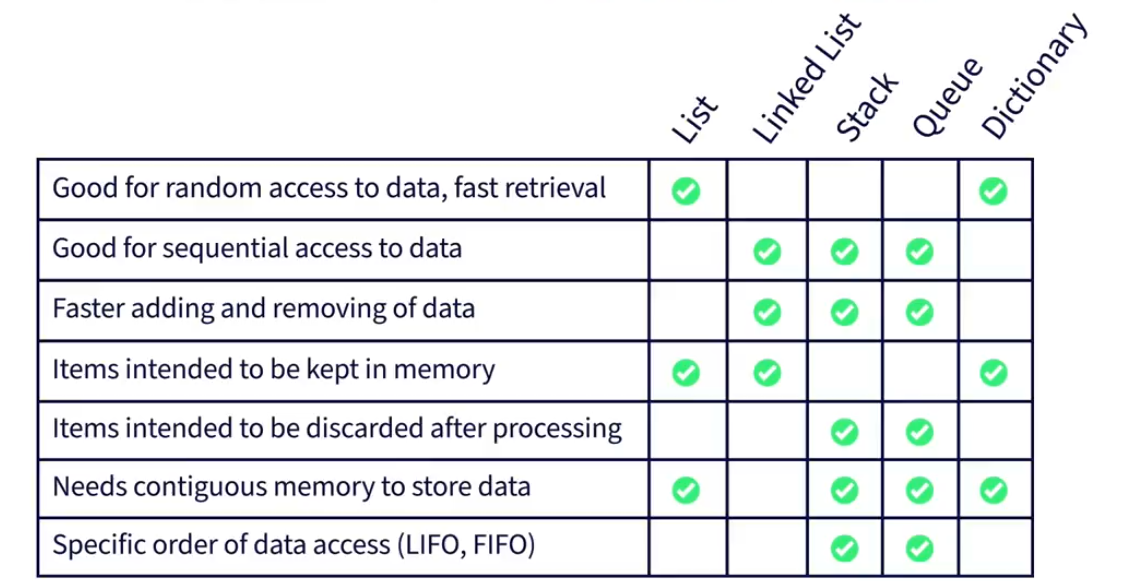 List
Linked List
Stack
Queue
Dictionary
Good for random access to data, fast retrieval
Good for sequential access to data
Faster adding and removing of data
Items intended to be kept in memory
Items intended to be discarded after processing
Needs contiguous memory to store data
Specific order of data access (LIFO, FIFO)